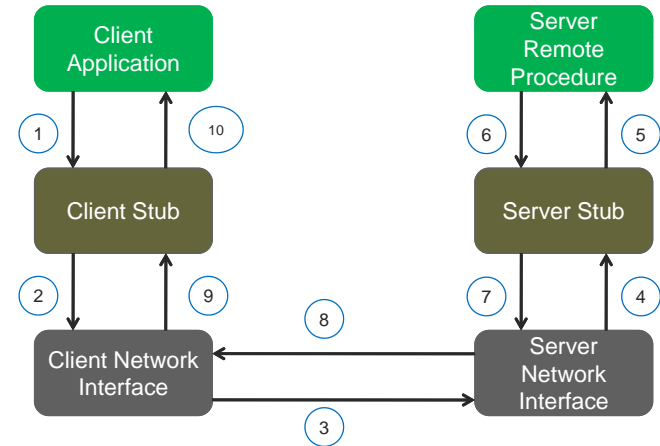 Client
Application
Server
Remote
Procedure
1
10
6
5
Client Stub
Server Stub
2
9
7
4
8
Client Network
Interface
Server
Network
Interface
3